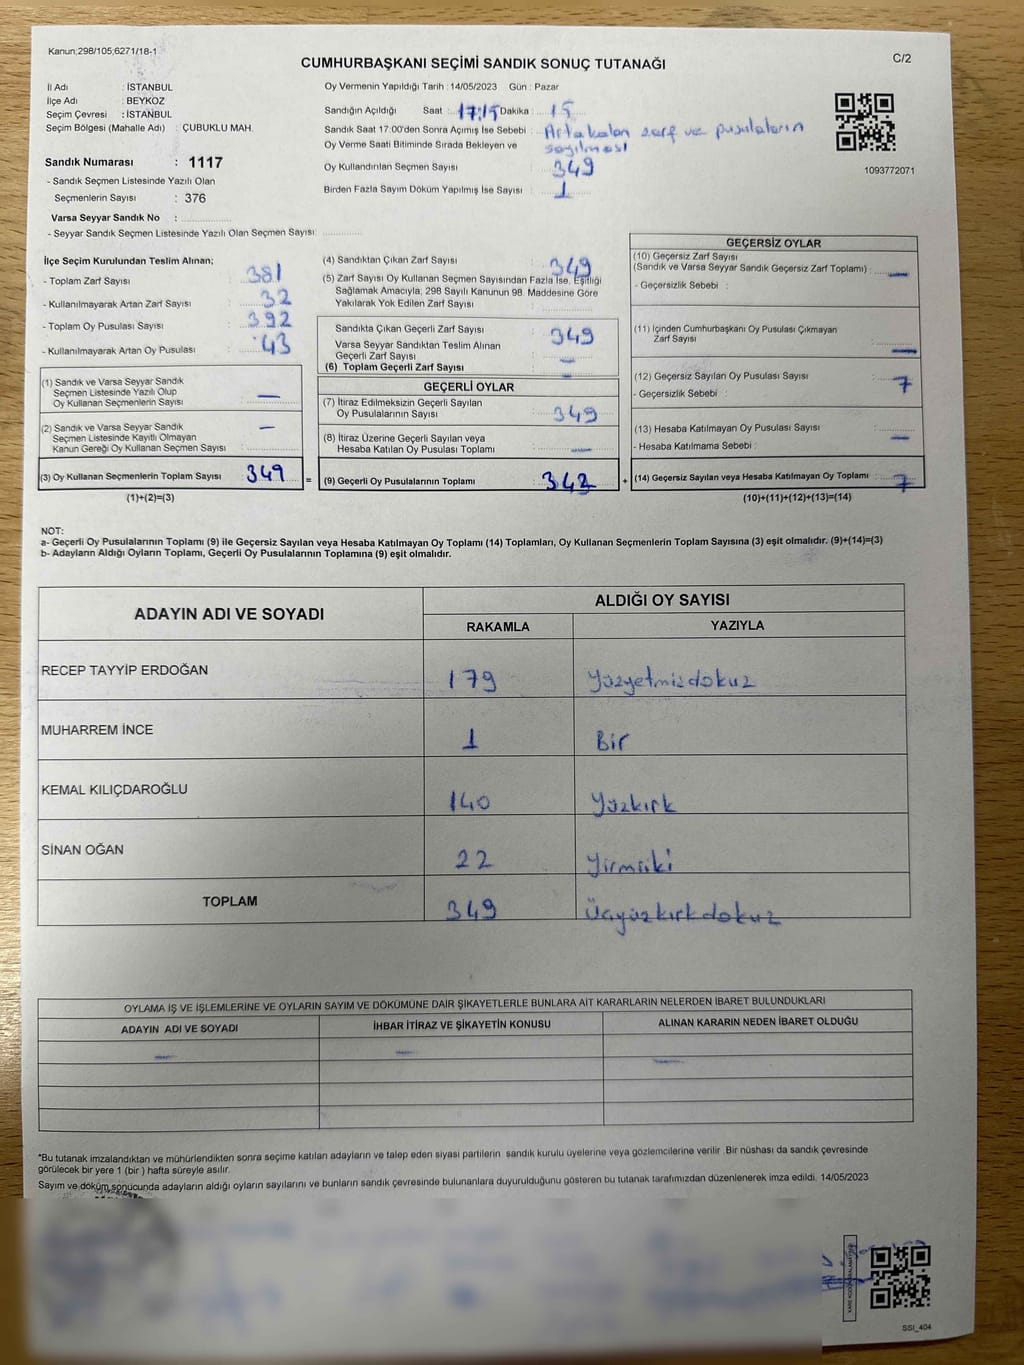 Kanun,298/105,6271/18-1
C/2
CUMHURBAŞKANI SEÇİMİ SANDIK SONUÇ TUTANAĞI
İl Adı : İSTANBUL
İlçe Adı : BEYKOZ
Seçim Çevresi : İSTANBUL
Seçim Bölgesi (Mahalle Adı) : ÇUBUKLU MAH.
Sandık Numarası : 1117
- Sandık Seçmen Listesinde Yazılı Olan
Seçmenlerin Sayısı : 376
Varsa Seyyar Sandık No :
- Seyyar Sandık Seçmen Listesinde Yazılı Olan Seçmen Sayısı:
Oy Vermenin Yapıldığı Tarih : 14/05/2023 Gün : Pazar
Sandığın Açıldığı Saat : 17:15 Dakika : 15
Sandık Saat 17:00'den Sonra Açımış İse Sebebi : Artakalan zarf ve pusulaların
Oy Verme Saati Bitiminde Sırada Bekleyen ve sayılması
Oy Kullandırılan Seçmen Sayısı : 349
Birden Fazla Sayım Döküm Yapılmış İse Sayısı : 1
1093772071
İlçe Seçim Kurulundan Teslim Alınan;
- Toplam Zarf Sayısı : 381
- Kullanılmayarak Artan Zarf Sayısı : 32
- Toplam Oy Pusulası Sayısı : 392
- Kullanılmayarak Artan Oy Pusulası : 43
(1) Sandık ve Varsa Seyyar Sandık
Seçmen Listesinde Yazılı Olup
Oy Kullanan Seçmenlerin Sayısı : —
(2) Sandık ve Varsa Seyyar Sandık —
Seçmen Listesinde Kayıtlı Olmayan
Kanun Gereği Oy Kullanan Seçmen Sayısı :
(3) Oy Kullanan Seçmenlerin Toplam Sayısı : 349 =
(1)+(2)=(3)
(4) Sandıktan Çıkan Zarf Sayısı : 349
(5) Zarf Sayısı Oy Kullanan Seçmen Sayısından Fazla İse, Eşitliği
Sağlamak Amacıyla, 298 Sayılı Kanunun 98. Maddesine Göre
Yakılarak Yok Edilen Zarf Sayısı :
Sandıkta Çıkan Geçerli Zarf Sayısı : 349
Varsa Seyyar Sandıktan Teslim Alınan
Geçerli Zarf Sayısı : —
(6) Toplam Geçerli Zarf Sayısı : —
GEÇERLİ OYLAR
(7) İtiraz Edilmeksizin Geçerli Sayılan
Oy Pusulalarının Sayısı : 349
(8) İtiraz Üzerine Geçerli Sayılan veya
Hesaba Katılan Oy Pusulası Toplamı : —
(9) Geçerli Oy Pusulalarının Toplamı : 342 +
GEÇERSİZ OYLAR
(10) Geçersiz Zarf Sayısı
(Sandık ve Varsa Seyyar Sandık Geçersiz Zarf Toplamı) : —
- Geçersizlik Sebebi :
(11) İçinden Cumhurbaşkanı Oy Pusulası Çıkmayan
Zarf Sayısı : —
(12) Geçersiz Sayılan Oy Pusulası Sayısı : 7
- Geçersizlik Sebebi :
(13) Hesaba Katılmayan Oy Pusulası Sayısı : —
- Hesaba Katılmama Sebebi :
(14) Geçersiz Sayılan veya Hesaba Katılmayan Oy Toplamı : 7
(10)+(11)+(12)+(13)=(14)
NOT:
a- Geçerli Oy Pusulalarının Toplamı (9) ile Geçersiz Sayılan veya Hesaba Katılmayan Oy Toplamı (14) Toplamları, Oy Kullanan Seçmenlerin Toplam Sayısına (3) eşit olmalıdır. (9)+(14)=(3)
b- Adayların Aldığı Oyların Toplamı, Geçerli Oy Pusulalarının Toplamına (9) eşit olmalıdır.
ADAYIN ADI VE SOYADI
ALDIĞI OY SAYISI
RAKAMLA YAZIYLA
RECEP TAYYİP ERDOĞAN 179 Yüzyetmişdokuz
MUHARREM İNCE 1 Bir
KEMAL KILIÇDAROĞLU 140 Yüzkırk
SİNAN OĞAN 22 Yirmiiki
TOPLAM 349 Üçyüzkırkdokuz
OYLAMA İŞ VE İŞLEMLERİNE VE OYLARIN SAYIM VE DÖKÜMÜNE DAİR ŞİKAYETLERLE BUNLARA AİT KARARLARIN NELERDEN İBARET BULUNDUKLARI
ADAYIN ADI VE SOYADI İHBAR İTİRAZ VE ŞİKAYETİN KONUSU ALINAN KARARIN NEDEN İBARET OLDUĞU
— — —
*Bu tutanak imzalandıktan ve mühürlendikten sonra seçime katılan adayların ve talep eden siyasi partilerin sandık kurulu üyelerine veya gözlemcilerine verilir. Bir nüshası da sandık çevresinde
görülecek bir yere 1 (bir ) hafta süreyle asılır.
Sayım ve döküm sonucunda adayların aldığı oyların sayılarını ve bunların sandık çevresinde bulunanlara duyurulduğunu gösteren bu tutanak tarafımızdan düzenlenerek imza edildi. 14/05/2023
SSI_404